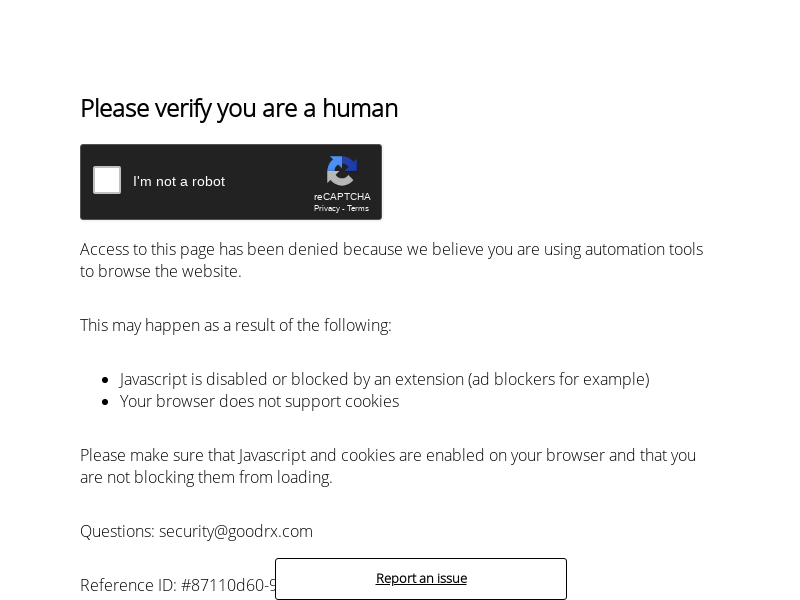 Please verify you are a human
I'm not a robot
reCAPTCHA
Privacy - Terms
Access to this page has been denied because we believe you are using automation tools
to browse the website.
This may happen as a result of the following:
Javascript is disabled or blocked by an extension (ad blockers for example)
Your browser does not support cookies
Please make sure that Javascript and cookies are enabled on your browser and that you
are not blocking them from loading.
Questions: security@goodrx.com
Reference ID: #87110d60-9
Report an issue